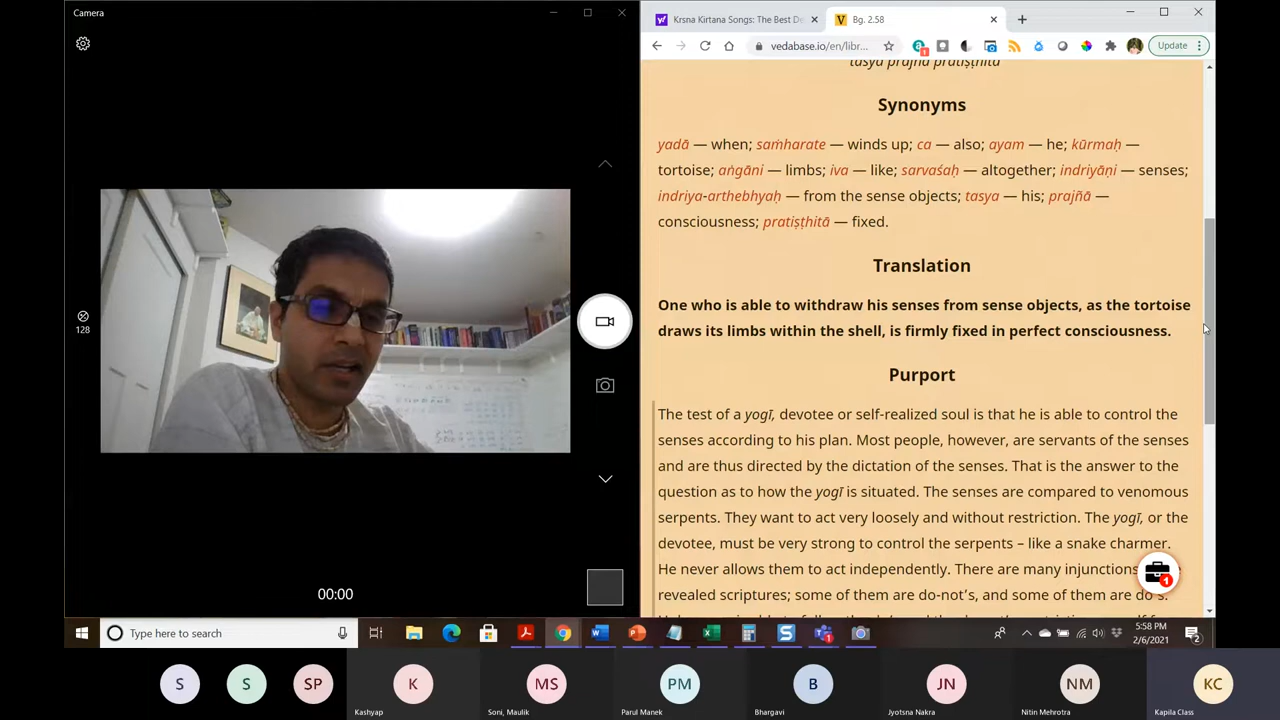 Camera
Krsna Kirtana Songs: The Best De
Bg. 2.58
vedabase.io/en/libr...
Update
tasya prajñā pratiṣṭhitā
Synonyms
yadā — when; saṁharate — winds up; ca — also; ayam — he; kūrmaḥ —
tortoise; aṅgāni — limbs; iva — like; sarvaśaḥ — altogether; indriyāṇi — senses;
indriya-arthebhyaḥ — from the sense objects; tasya — his; prajñā —
consciousness; pratiṣṭhitā — fixed.
Translation
One who is able to withdraw his senses from sense objects, as the tortoise
draws its limbs within the shell, is firmly fixed in perfect consciousness.
Purport
The test of a yogī, devotee or self-realized soul is that he is able to control the
senses according to his plan. Most people, however, are servants of the senses
and are thus directed by the dictation of the senses. That is the answer to the
question as to how the yogī is situated. The senses are compared to venomous
serpents. They want to act very loosely and without restriction. The yogī, or the
devotee, must be very strong to control the serpents – like a snake charmer.
He never allows them to act independently. There are many injunctions
revealed scriptures; some of them are do-not's, and some of them are do's.
128
00:00
1
Type here to search
5:58 PM
2/6/2021
2
S
S
SP
K
MS
PM
B
JN
NM
KC
Kashyap
Soni, Maulik
Parul Manek
Bhargavi
Jyotsna Nakra
Nitin Mehrotra
Kapila Class